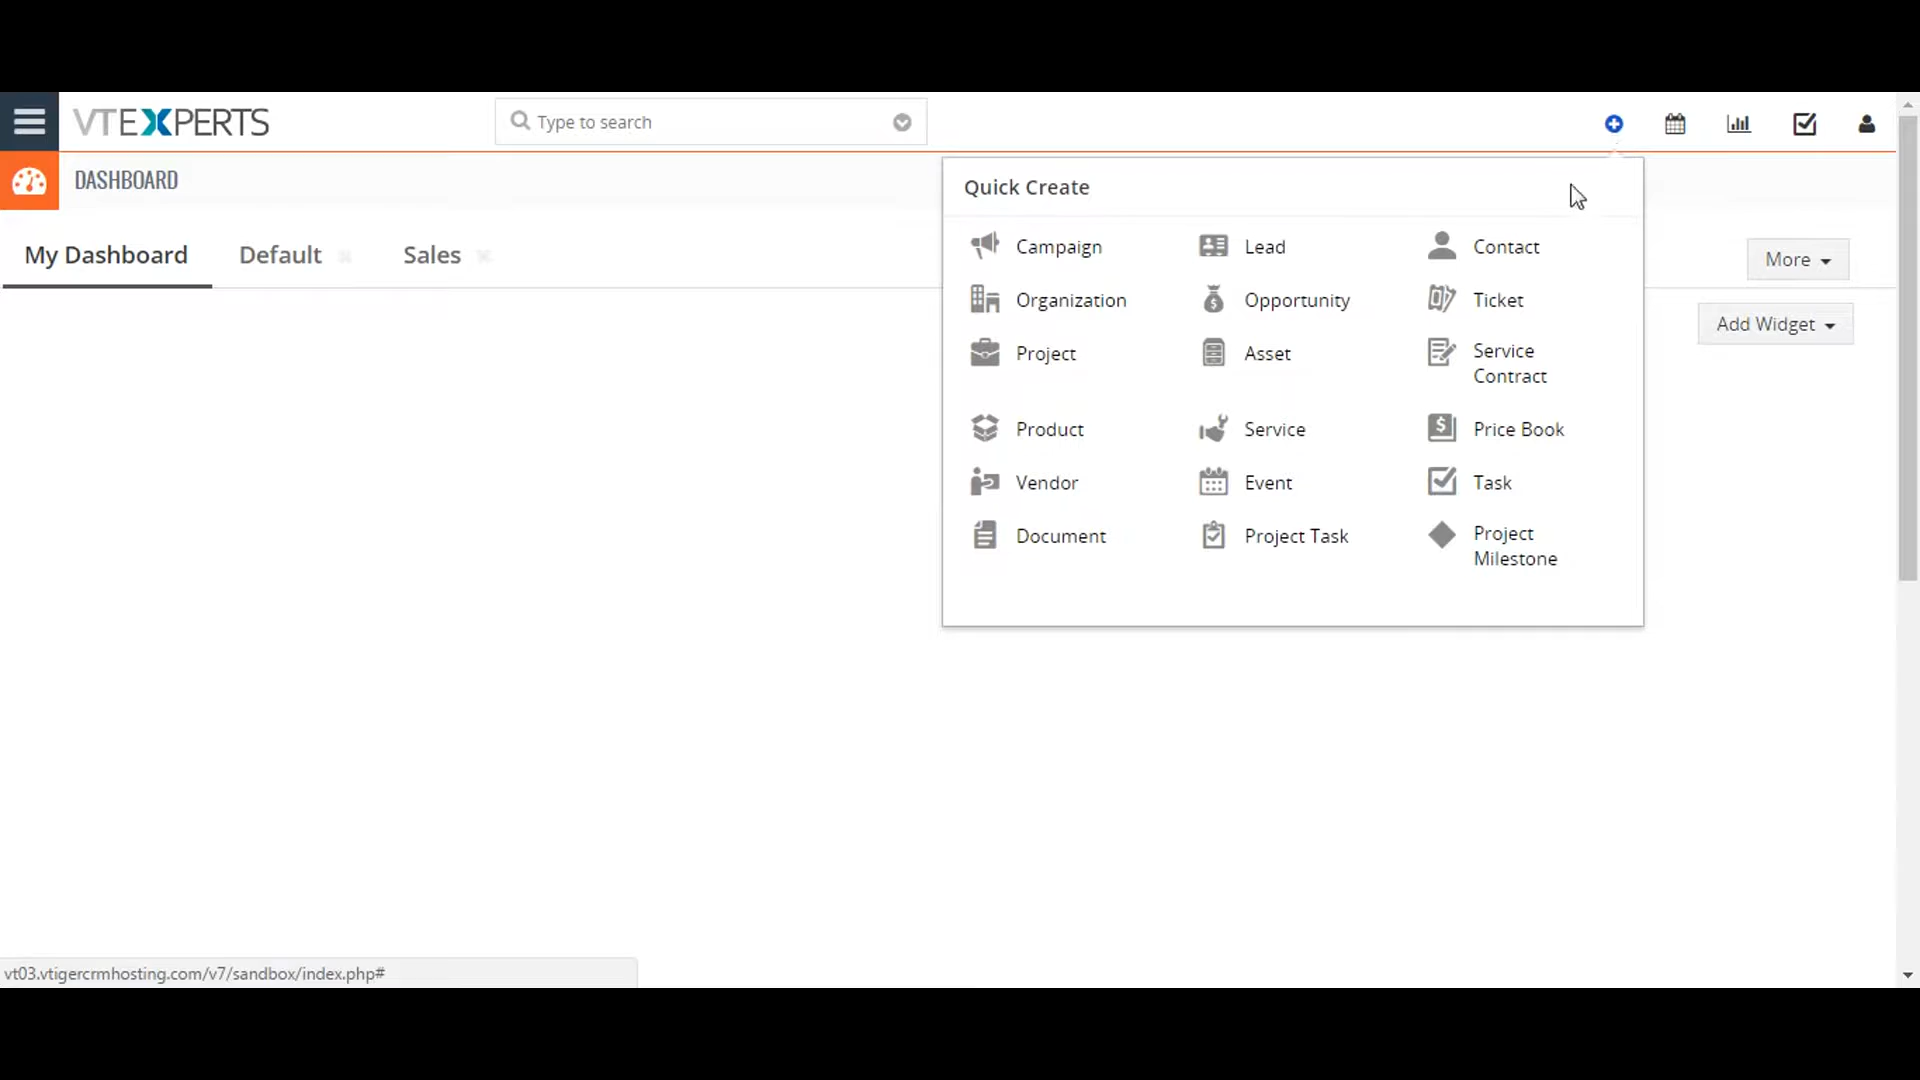 VTEXPERTS
Type to search
DASHBOARD
Quick Create
My Dashboard Default Sales
More
Add Widget
Campaign Lead Contact
Organization Opportunity Ticket
Project Asset Service
Contract
Product Service Price Book
Vendor Event Task
Document Project Task Project
Milestone
vt03.vtigercrmhosting.com/v7/sandbox/index.php#